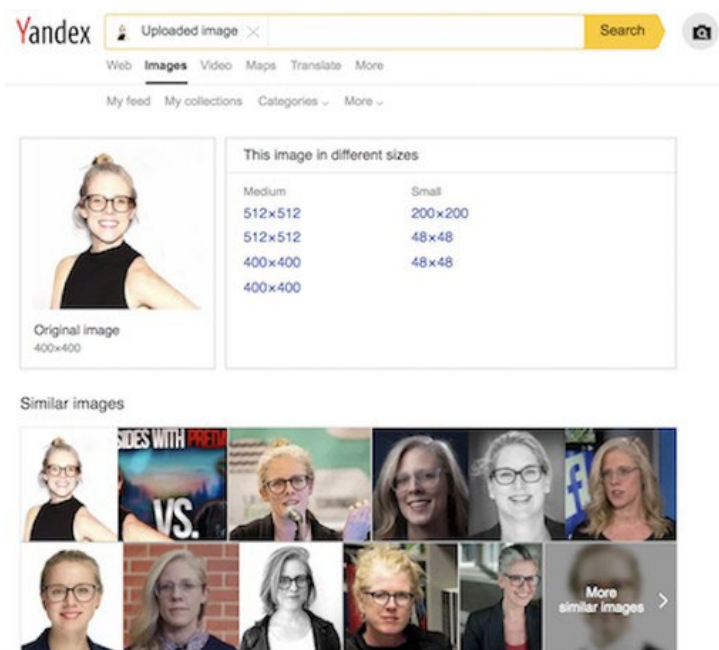 Yandex Uploaded image × Search
Web Images Video Maps Translate More
My feed My collections Categories More
This image in different sizes
Medium Small
512×512 200×200
512×512 48×48
400×400 48×48
400×400
Original image
400×400
Similar images
SIDES WITH PREDA
VS.
f
More
similar images